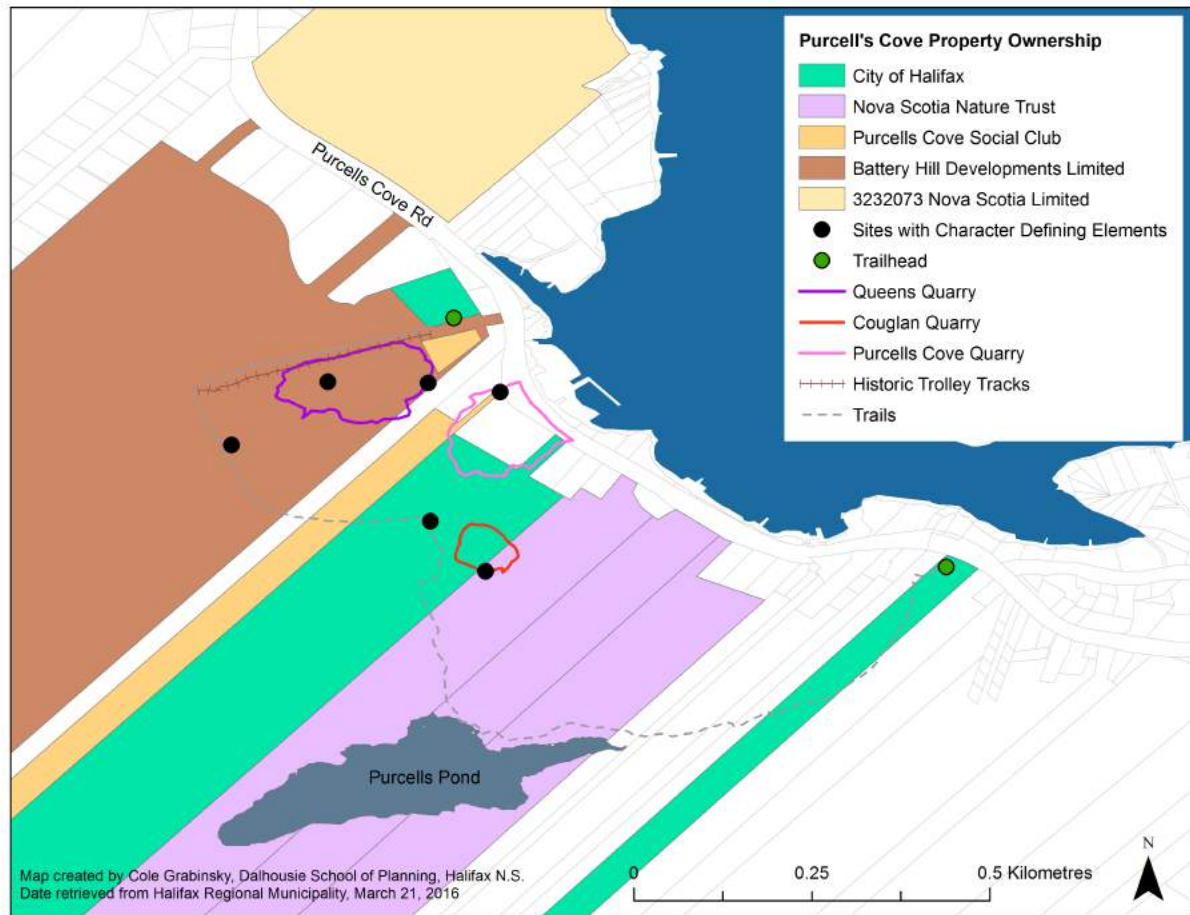 Purcell's Cove Property Ownership
City of Halifax
Nova Scotia Nature Trust
Purcells Cove Social Club
Battery Hill Developments Limited
3232073 Nova Scotia Limited
Sites with Character Defining Elements
Trailhead
Queens Quarry
Couglan Quarry
Purcells Cove Quarry
Historic Trolley Tracks
Trails
Purcells Cove Rd
Purcells Pond
Map created by Cole Grabinsky, Dalhousie School of Planning, Halifax N.S.
Date retrieved from Halifax Regional Municipality, March 21, 2016
0 0.25 0.5 Kilometres
N